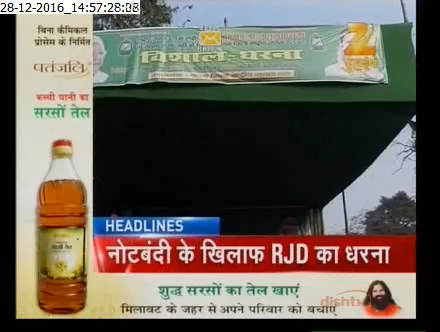 28-12-2016_14:57:28:08
बिना कैमिकल
प्रोसेस के निर्मित
पतंजलि
कच्ची घानी का
सरसों तेल
विशाल-धरना
HEADLINES
नोटबंदी के खिलाफ RJD का धरना
शुद्ध सरसों का तेल खाएं
मिलावट के जहर से अपने परिवार को बचाएं
dishtv